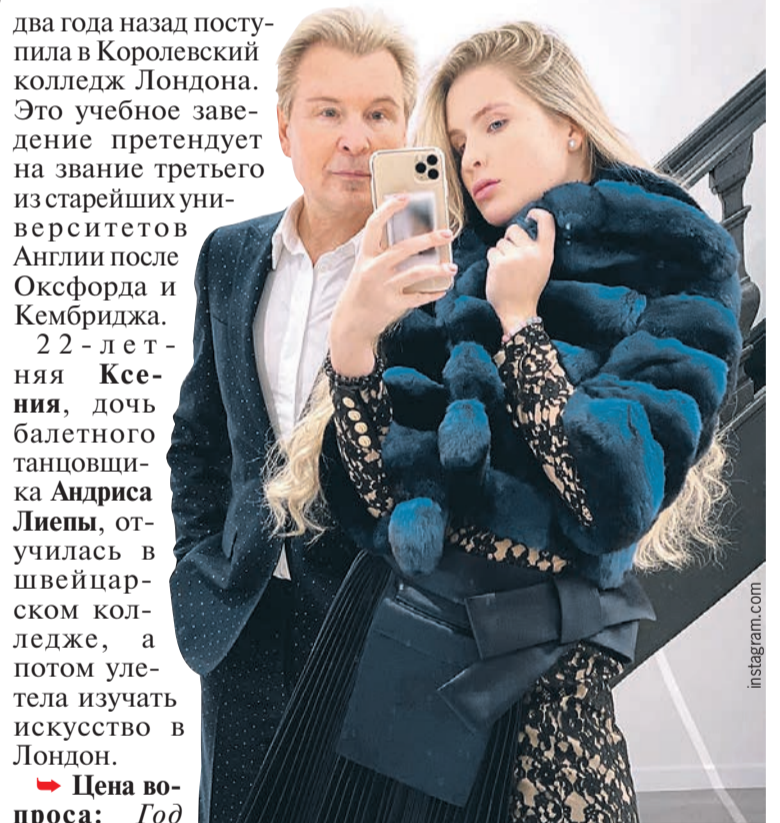 два года назад посту-
пила в Королевский
колледж Лондона.
Это учебное заве-
дение претендует
на звание третьего
из старейших уни-
верситетов
Англии после
Оксфорда и
Кембриджа.
22-лет-
няя Ксе-
ния, дочь
балетного
танцовщи-
ка Андриса
Лиепы, от-
училась в
швейцар-
ском кол-
ледже, а
потом уле-
тела изучать
искусство в
Лондон.
➥ Цена во-
проса: Год
instagram.com